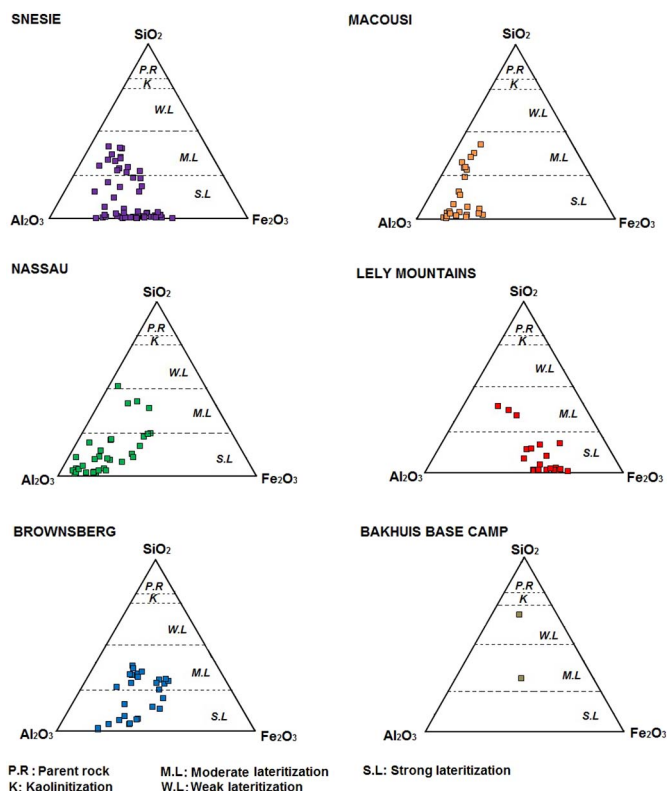 SNESIE
SiO₂
P.R
K
W.L
M.L
S.L
Al₂O₃
Fe₂O₃
MACOUSI
SiO₂
P.R
K
W.L
M.L
S.L
Al₂O₃
Fe₂O₃
NASSAU
SiO₂
P.R
K
W.L
M.L
S.L
Al₂O₃
Fe₂O₃
LELY MOUNTAINS
SiO₂
P.R
K
W.L
M.L
S.L
Al₂O₃
Fe₂O₃
BROWNSBERG
SiO₂
P.R
K
W.L
M.L
S.L
Al₂O₃
Fe₂O₃
BAKHUIS BASE CAMP
SiO₂
P.R
K
W.L
M.L
S.L
Al₂O₃
Fe₂O₃
P.R: Parent rock
K: Kaolinitization
M.L: Moderate lateritization
W.L: Weak lateritization
S.L: Strong lateritization